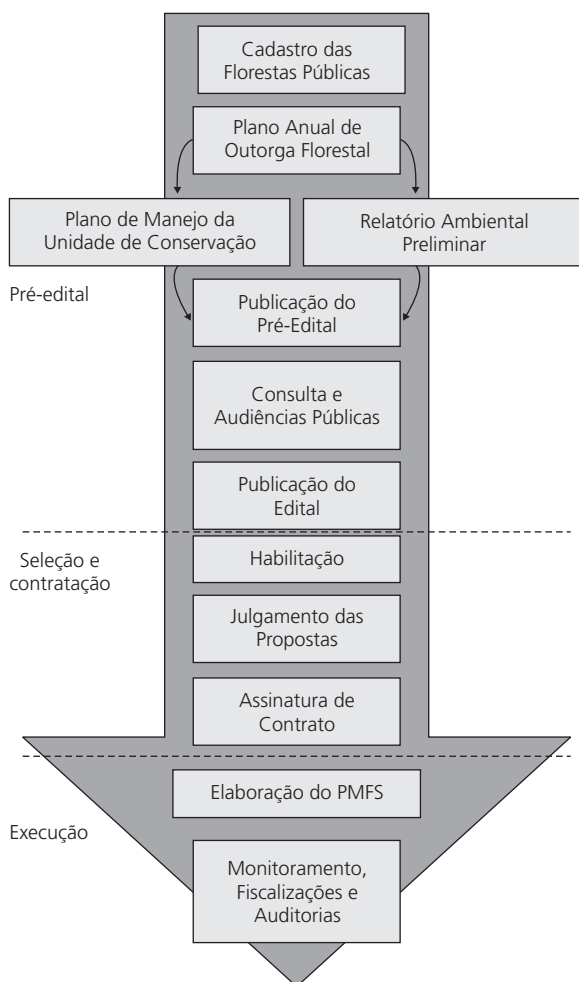 Cadastro das
Florestas Públicas
Plano Anual de
Outorga Florestal
Plano de Manejo da
Unidade de Conservação
Relatório Ambiental
Preliminar
Pré-edital
Publicação do
Pré-Edital
Consulta e
Audiências Públicas
Publicação do
Edital
Seleção e
contratação
Habilitação
Julgamento das
Propostas
Assinatura de
Contrato
Elaboração do PMFS
Execução
Monitoramento,
Fiscalizações e
Auditorias